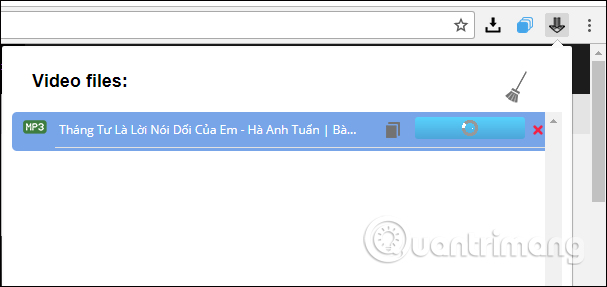 Video files:
MP3 Tháng Tư Là Lời Nói Dối Của Em - Hà Anh Tuấn | Bà...
Quantrimang